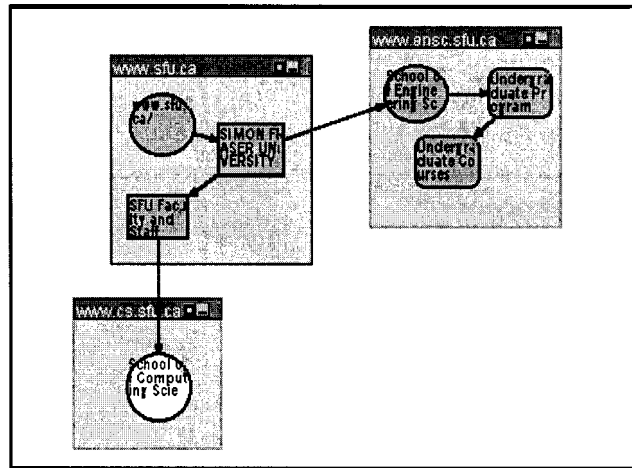 www.sfu.ca
www.sfu.
ca/
SIMON FR
ASER UNI
VERSITY
SFU Facu
lty and
Staff
www.ensc.sfu.ca
School o
f Engine
ering Sc
Undergra
duate Pr
ogram
Undergra
duate Co
urses
www.cs.sfu.ca
School o
f Comput
ing Scie